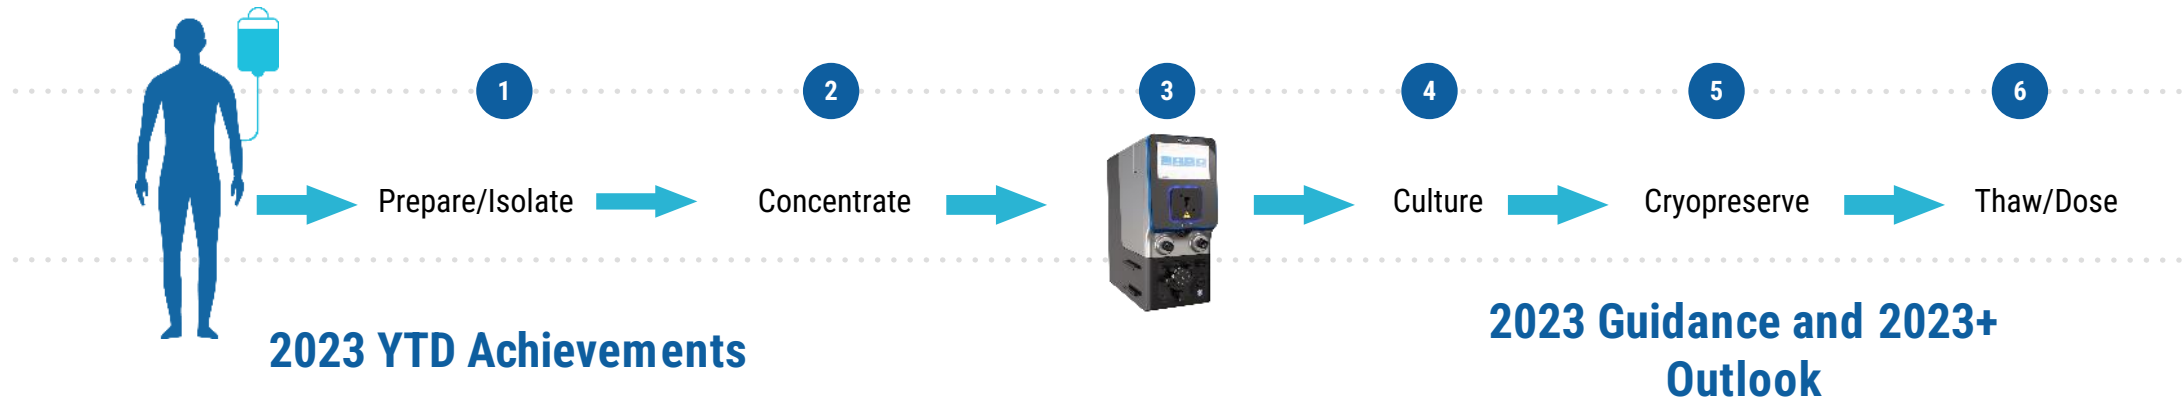 1
2
3
4
5
6
Prepare/Isolate
Concentrate
Culture
Cryopreserve
Thaw/Dose
2023 YTD Achievements
2023 Guidance and 2023+
Outlook